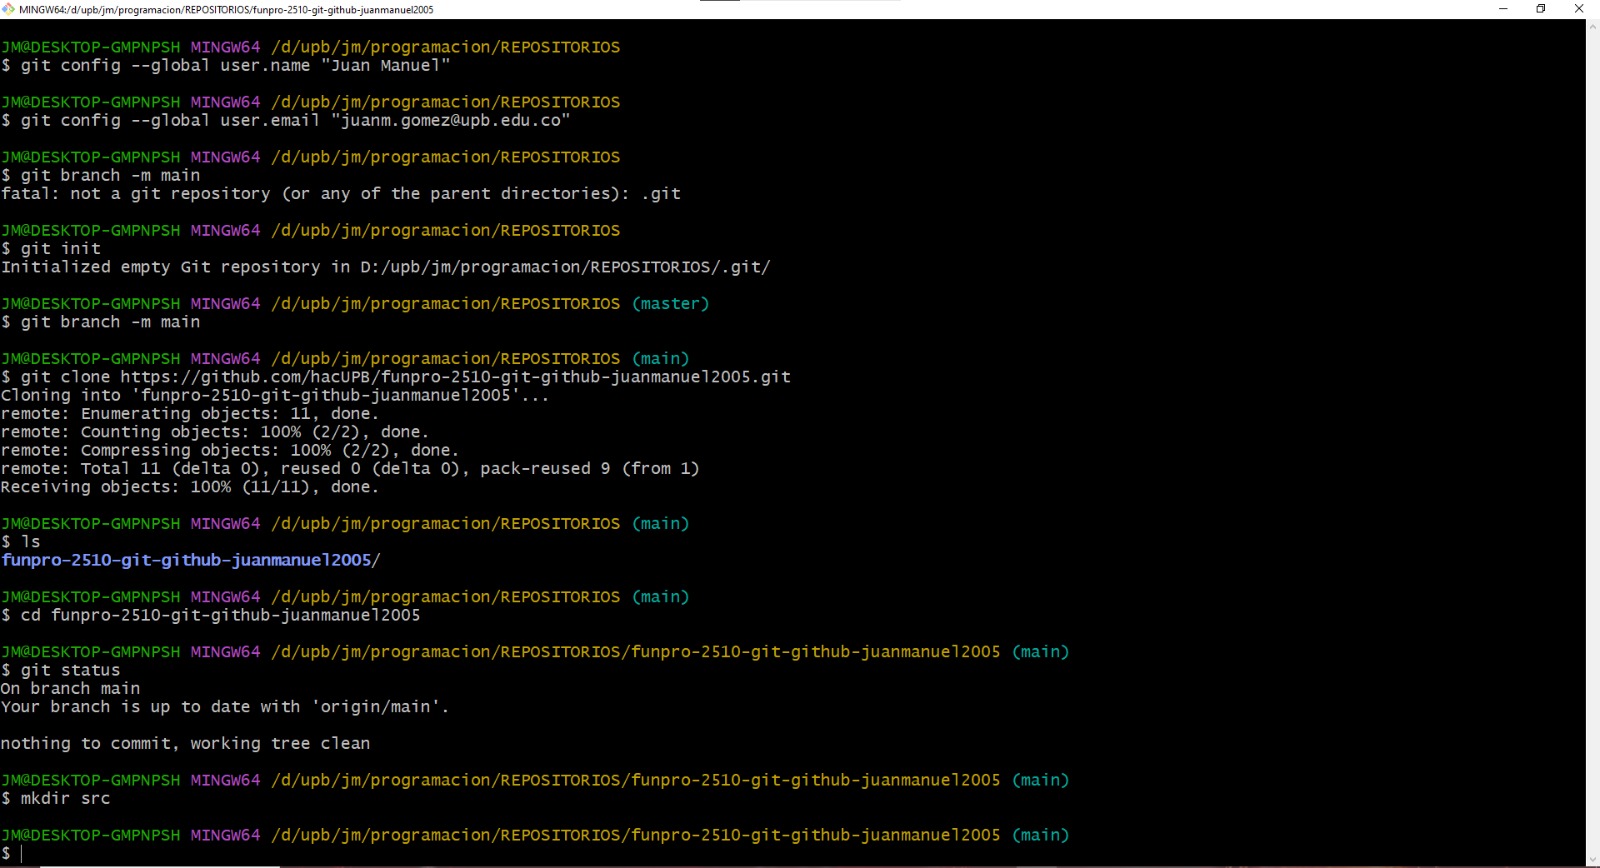 MINGW64:/d/upb/jm/programacion/REPOSITORIOS/funpro-2510-git-github-juanmanuel2005
JM@DESKTOP-GMPNPSH MINGW64 /d/upb/jm/programacion/REPOSITORIOS
$ git config --global user.name "Juan Manuel"
JM@DESKTOP-GMPNPSH MINGW64 /d/upb/jm/programacion/REPOSITORIOS
$ git config --global user.email "juanm.gomez@upb.edu.co"
JM@DESKTOP-GMPNPSH MINGW64 /d/upb/jm/programacion/REPOSITORIOS
$ git branch -m main
fatal: not a git repository (or any of the parent directories): .git
JM@DESKTOP-GMPNPSH MINGW64 /d/upb/jm/programacion/REPOSITORIOS
$ git init
Initialized empty Git repository in D:/upb/jm/programacion/REPOSITORIOS/.git/
JM@DESKTOP-GMPNPSH MINGW64 /d/upb/jm/programacion/REPOSITORIOS (master)
$ git branch -m main
JM@DESKTOP-GMPNPSH MINGW64 /d/upb/jm/programacion/REPOSITORIOS (main)
$ git clone https://github.com/hacUPB/funpro-2510-git-github-juanmanuel2005.git
Cloning into 'funpro-2510-git-github-juanmanuel2005'...
remote: Enumerating objects: 11, done.
remote: Counting objects: 100% (2/2), done.
remote: Compressing objects: 100% (2/2), done.
remote: Total 11 (delta 0), reused 0 (delta 0), pack-reused 9 (from 1)
Receiving objects: 100% (11/11), done.
JM@DESKTOP-GMPNPSH MINGW64 /d/upb/jm/programacion/REPOSITORIOS (main)
$ ls
funpro-2510-git-github-juanmanuel2005/
JM@DESKTOP-GMPNPSH MINGW64 /d/upb/jm/programacion/REPOSITORIOS (main)
$ cd funpro-2510-git-github-juanmanuel2005
JM@DESKTOP-GMPNPSH MINGW64 /d/upb/jm/programacion/REPOSITORIOS/funpro-2510-git-github-juanmanuel2005 (main)
$ git status
On branch main
Your branch is up to date with 'origin/main'.
nothing to commit, working tree clean
JM@DESKTOP-GMPNPSH MINGW64 /d/upb/jm/programacion/REPOSITORIOS/funpro-2510-git-github-juanmanuel2005 (main)
$ mkdir src
JM@DESKTOP-GMPNPSH MINGW64 /d/upb/jm/programacion/REPOSITORIOS/funpro-2510-git-github-juanmanuel2005 (main)
$